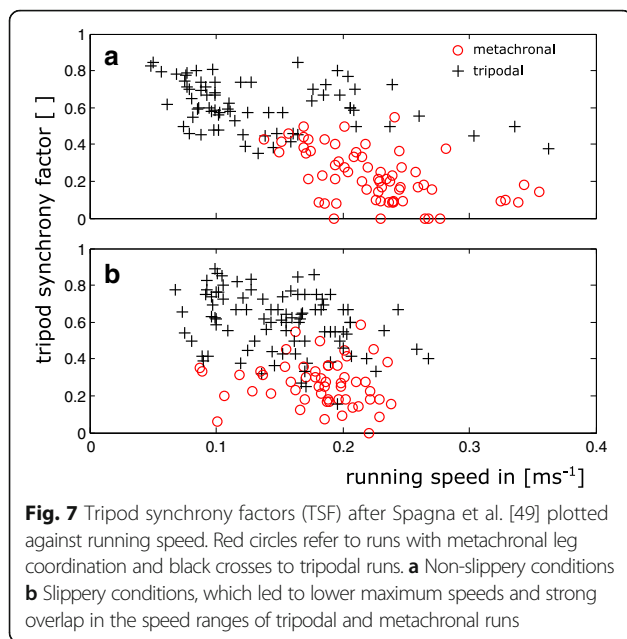 a
metachronal
tripodal
1
0.8
0.6
0.4
0.2
0
tripod synchrony factor [ ]
b
1
0.8
0.6
0.4
0.2
0
0 0.1 0.2 0.3 0.4
running speed in [ms-1]
Fig. 7 Tripod synchrony factors (TSF) after Spagna et al. [49] plotted
against running speed. Red circles refer to runs with metachronal leg
coordination and black crosses to tripodal runs. a Non-slippery conditions
b Slippery conditions, which led to lower maximum speeds and strong
overlap in the speed ranges of tripodal and metachronal runs